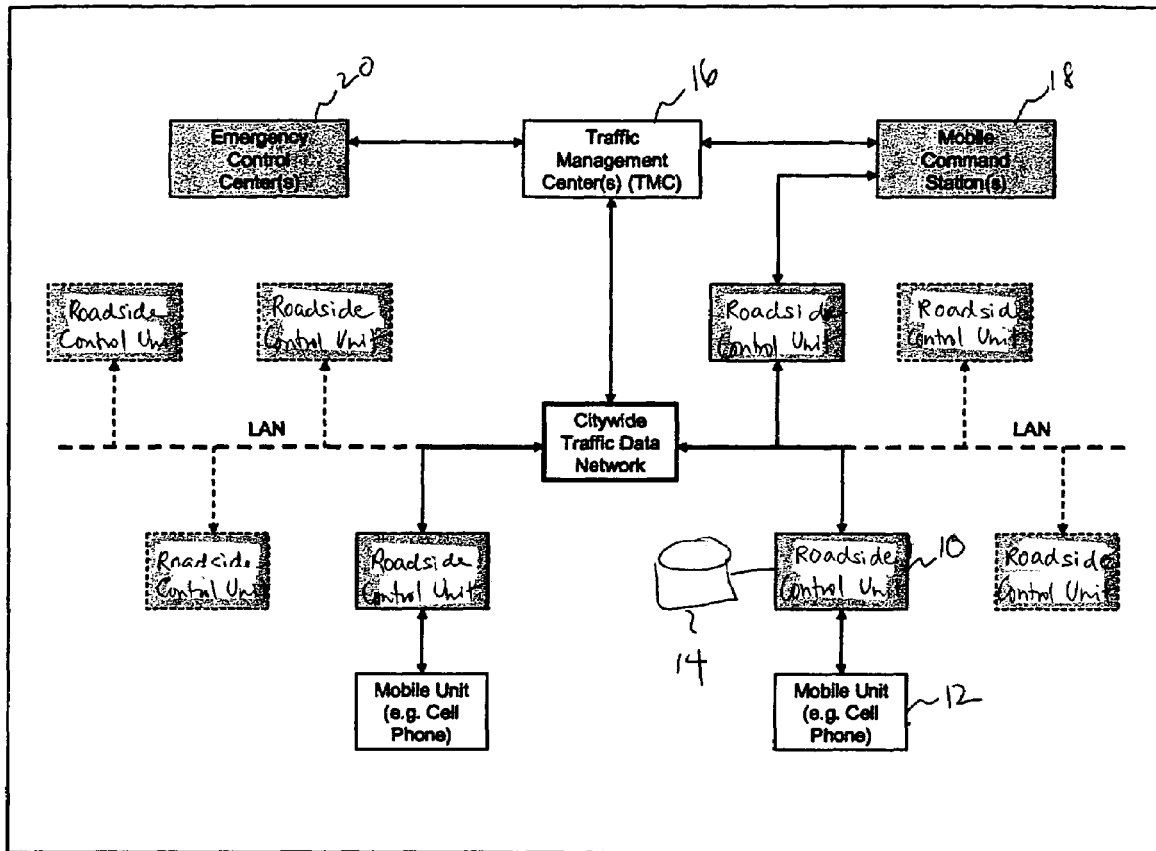 20
16
18
Emergency
Control
Center(s)
Traffic
Management
Center(s) (TMC)
Mobile
Command
Station(s)
Roadside
Control Unit
Roadside
Control Unit
Roadside
Control Unit
Roadside
Control Unit
LAN
Citywide
Traffic Data
Network
LAN
Roadside
Control Unit
Roadside
Control Unit
Roadside
Control Unit
10
Roadside
Control Unit
14
Mobile Unit
(e.g. Cell
Phone)
Mobile Unit
(e.g. Cell
Phone)
12